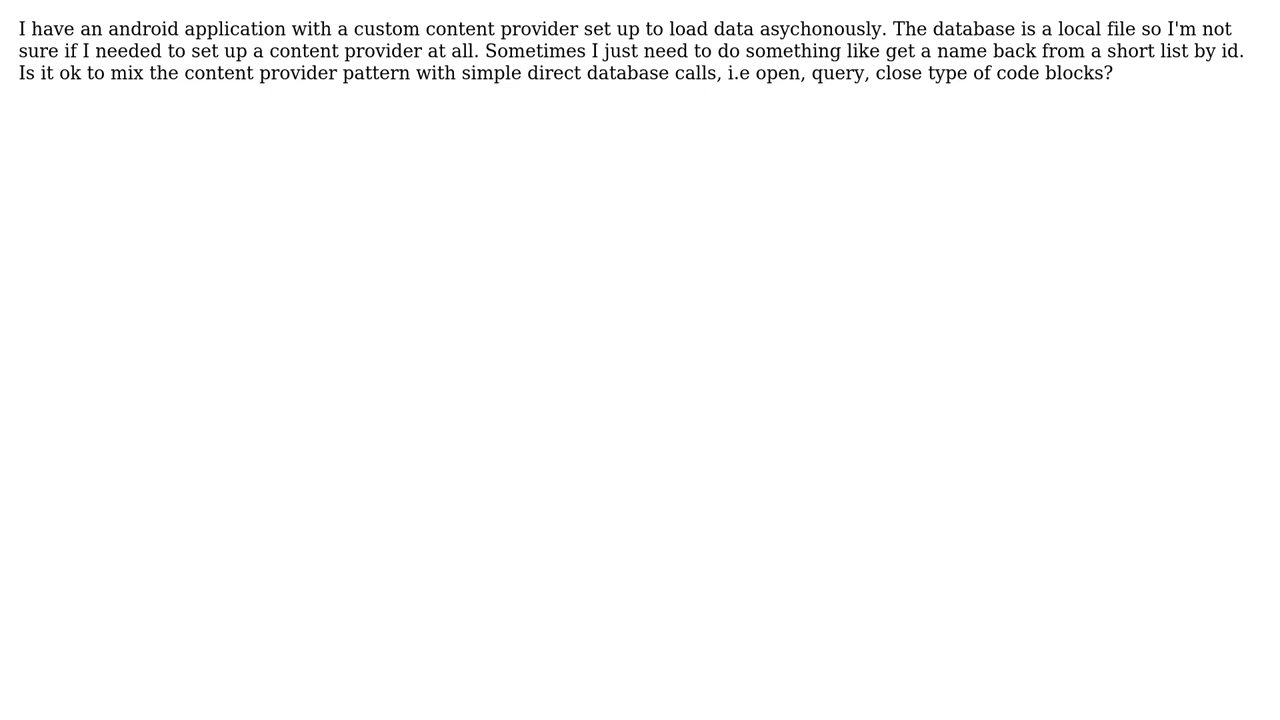 I have an android application with a custom content provider set up to load data asychonously. The database is a local file so I'm not
sure if I needed to set up a content provider at all. Sometimes I just need to do something like get a name back from a short list by id.
Is it ok to mix the content provider pattern with simple direct database calls, i.e open, query, close type of code blocks?